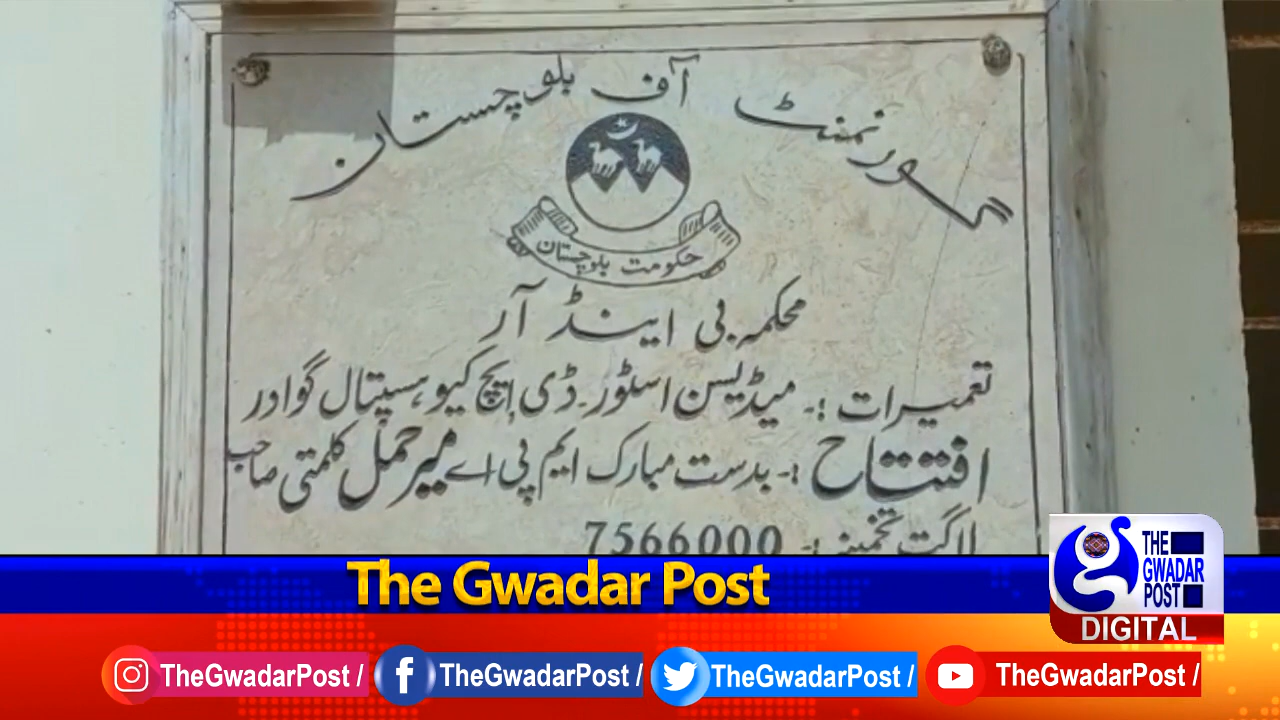 گورنمنٹ آف بلوچستان
حکومت بلوچستان
محکمہ بی اینڈ آر
تعمیرات :- میڈیسن اسٹور۔ ڈی ایچ کیو ہسپتال گوادر
افتتاح :- بدست مبارک ایم پی اے میر حمل کلمتی صاحب
لاگت تخمینہ :- 7566000
The Gwadar Post
THE
GWADAR
POST
DIGITAL
TheGwadarPost /
TheGwadarPost /
TheGwadarPost /
TheGwadarPost /